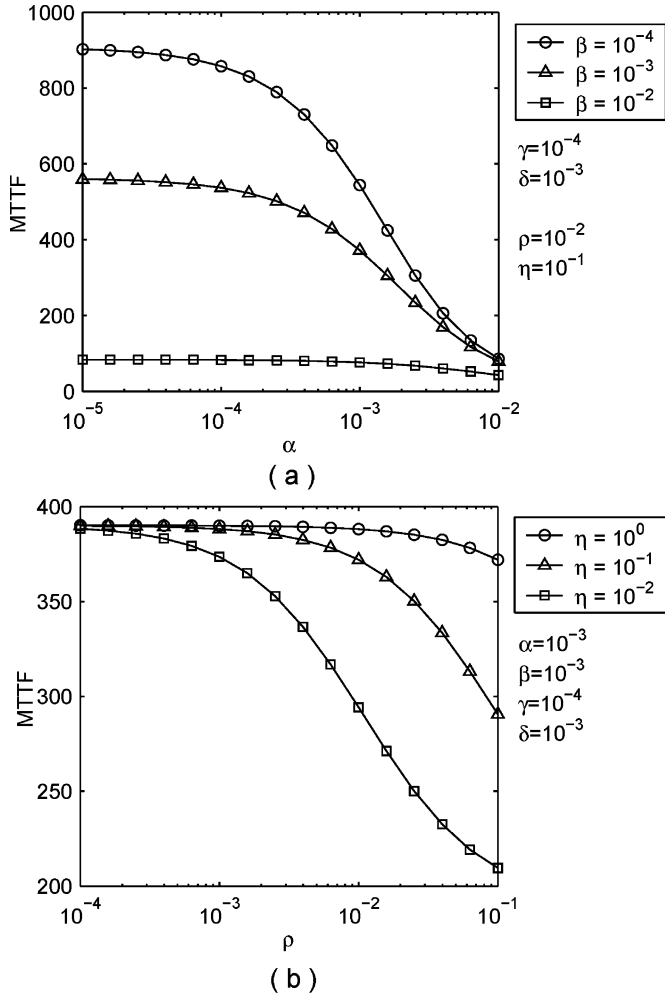 1000
800
600
400
200
0
MTTF
10⁻⁵
10⁻⁴
10⁻³
10⁻²
α
β = 10⁻⁴
β = 10⁻³
β = 10⁻²
γ=10⁻⁴
δ=10⁻³
ρ=10⁻²
η=10⁻¹
( a )
400
350
300
250
200
MTTF
10⁻⁴
10⁻³
10⁻²
10⁻¹
ρ
η = 10⁰
η = 10⁻¹
η = 10⁻²
α=10⁻³
β=10⁻³
γ=10⁻⁴
δ=10⁻³
( b )